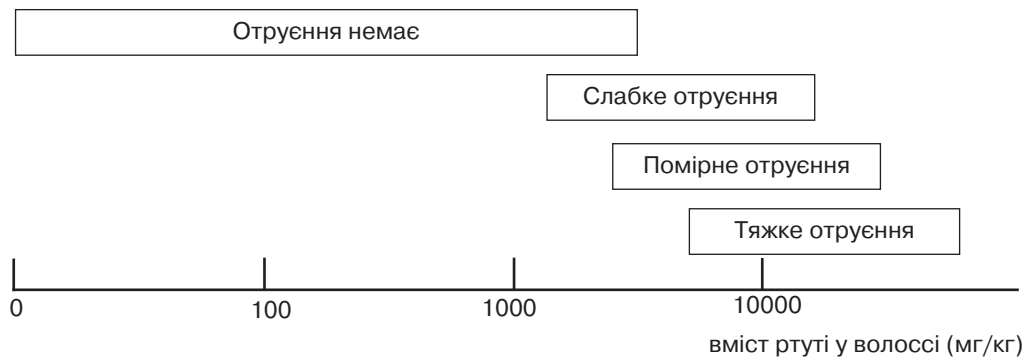 Отруєння немає
Слабке отруєння
Помірне отруєння
Тяжке отруєння
0 100 1000 10000
вміст ртуті у волоссі (мг/кг)